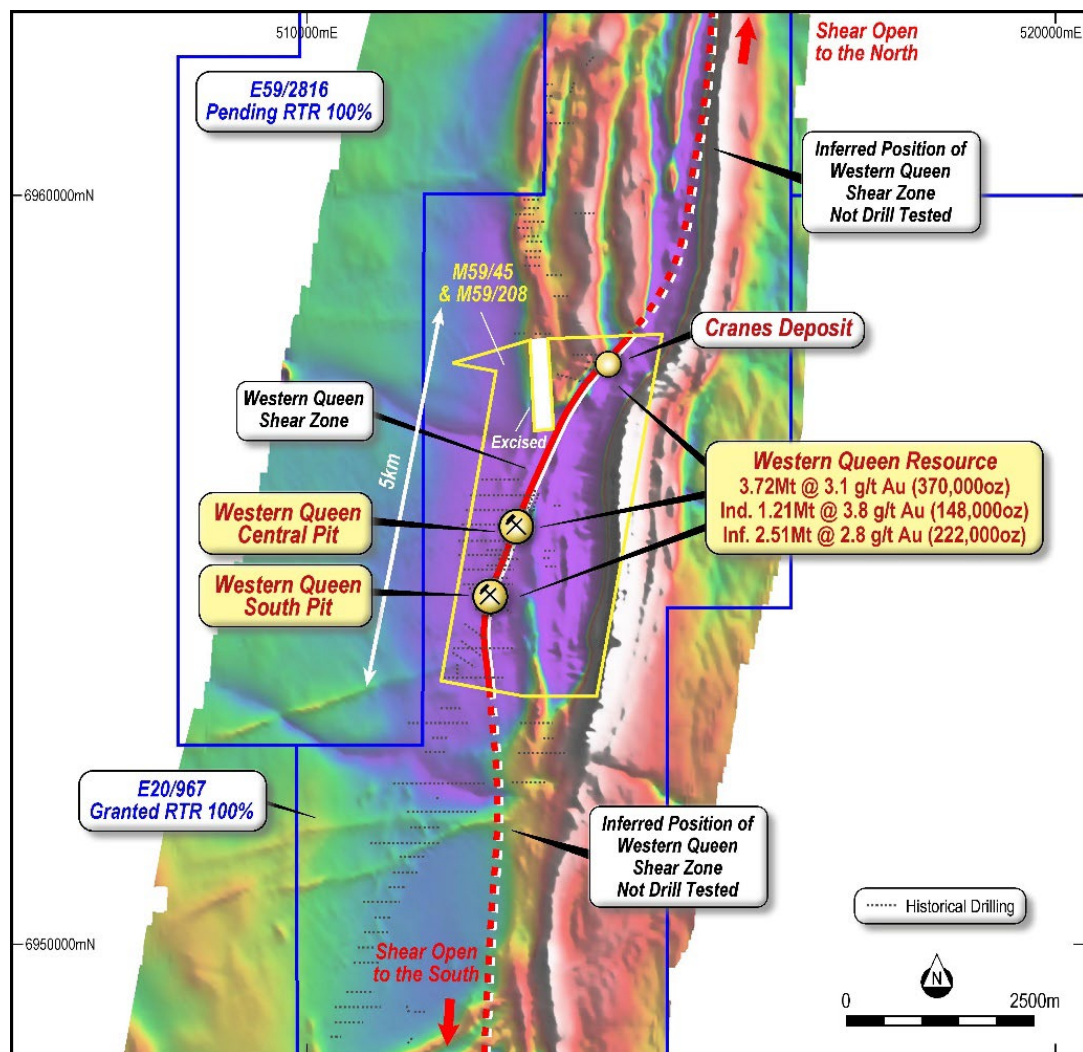 510000mE
520000mE
Shear Open
to the North
E59/2816
Pending RTR 100%
Inferred Position of
Western Queen
Shear Zone
Not Drill Tested
6960000mN
M59/45
& M59/208
Cranes Deposit
Western Queen
Shear Zone
Excised
5km
Western Queen Resource
3.72Mt @ 3.1 g/t Au (370,000oz)
Ind. 1.21Mt @ 3.8 g/t Au (148,000oz)
Inf. 2.51Mt @ 2.8 g/t Au (222,000oz)
Western Queen
Central Pit
Western Queen
South Pit
E20/967
Granted RTR 100%
Inferred Position of
Western Queen
Shear Zone
Not Drill Tested
Historical Drilling
6950000mN
Shear Open
to the South
N
0
2500m